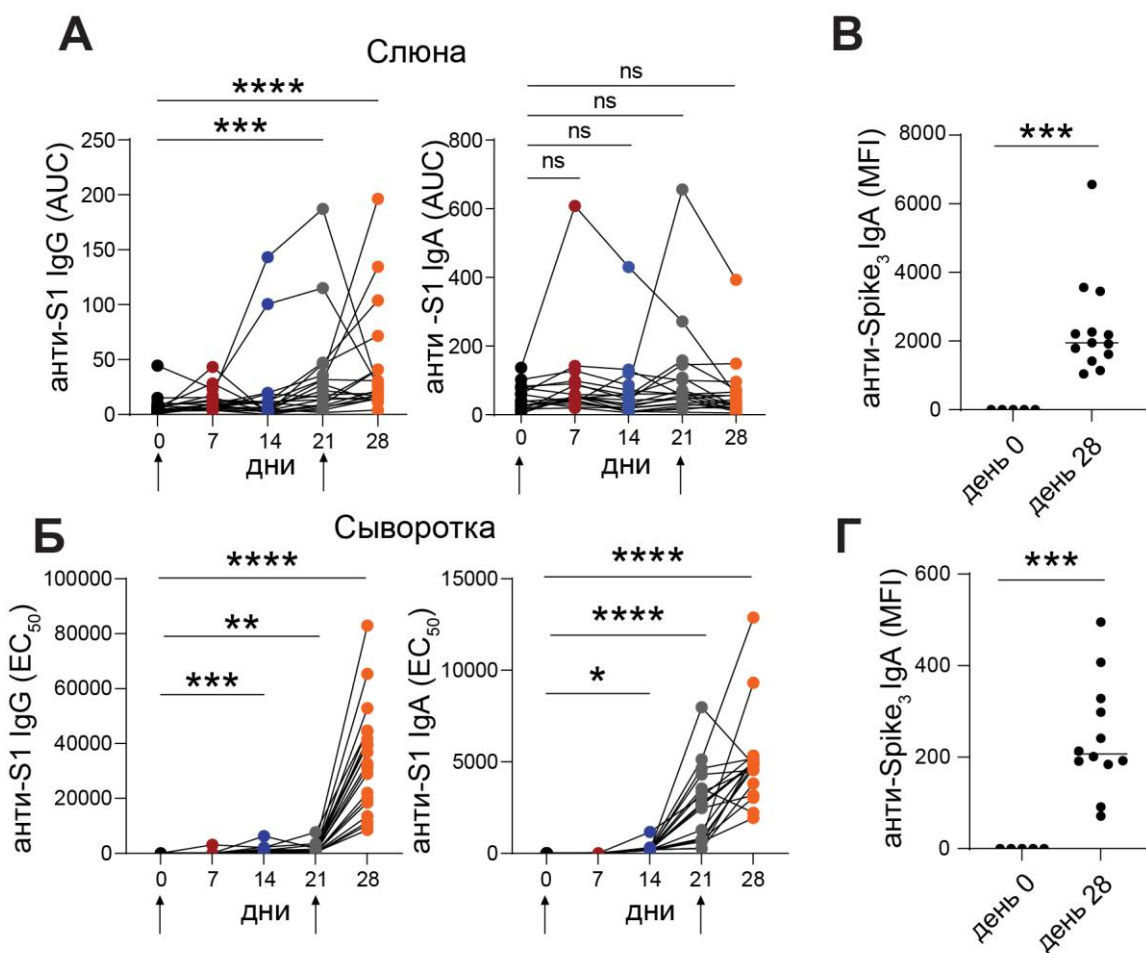 А
Слюна
анти-S1 IgG (AUC)
****
***
250
200
150
100
50
0
0 7 14 21 28
дни
анти -S1 IgA (AUC)
ns
ns
ns
ns
800
600
400
200
0
0 7 14 21 28
дни
В
анти-Spike₃ IgA (MFI)
***
8000
6000
4000
2000
0
день 0
день 28
Б
Сыворотка
анти-S1 IgG (EC₅₀)
****
**
***
100000
80000
60000
40000
20000
0
0 7 14 21 28
дни
анти-S1 IgA (EC₅₀)
****
****
*
15000
10000
5000
0
0 7 14 21 28
дни
Г
анти-Spike₃ IgA (MFI)
***
600
400
200
0
день 0
день 28